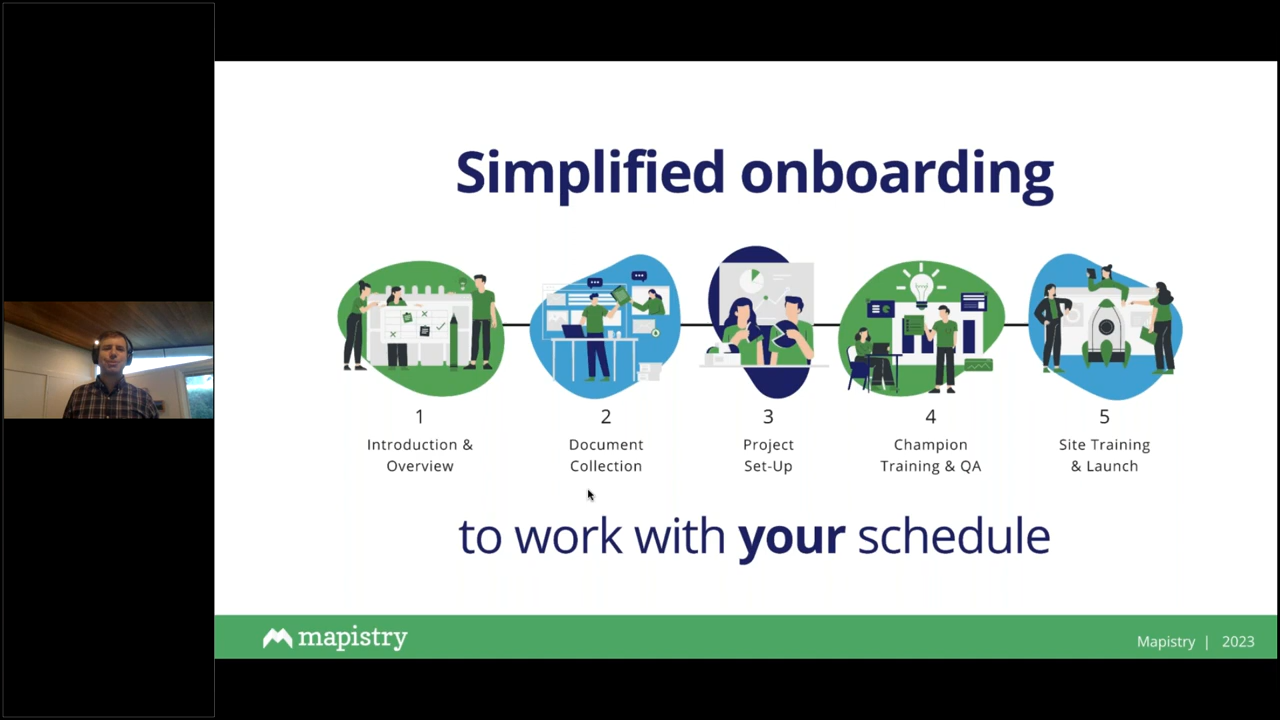 Simplified onboarding
1
Introduction &
Overview
2
Document
Collection
3
Project
Set-Up
4
Champion
Training & QA
5
Site Training
& Launch
to work with your schedule
mapistry
Mapistry | 2023